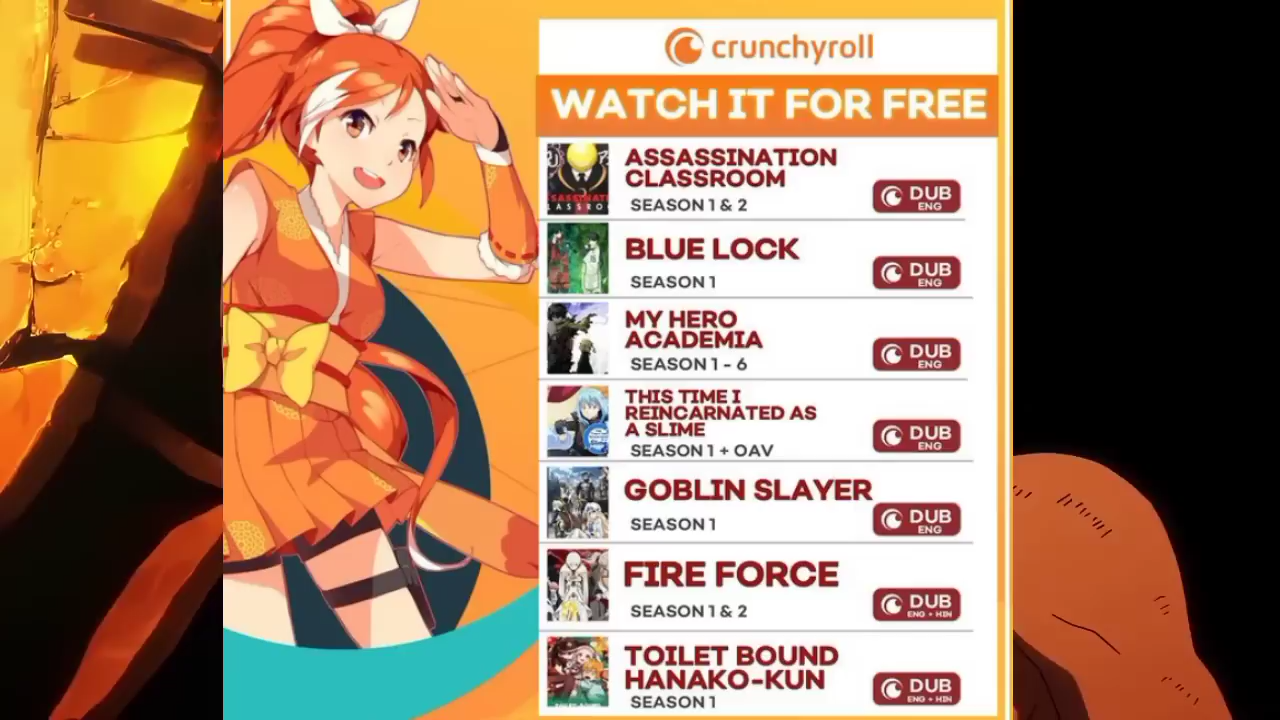 crunchyroll
WATCH IT FOR FREE
ASSASSINATION
CLASSROOM
SEASON 1 & 2
DUB
ENG
BLUE LOCK
SEASON 1
DUB
ENG
MY HERO
ACADEMIA
SEASON 1 - 6
DUB
ENG
THIS TIME I
REINCARNATED AS
A SLIME
SEASON 1 + OAV
DUB
ENG
GOBLIN SLAYER
SEASON 1
DUB
ENG
FIRE FORCE
SEASON 1 & 2
DUB
ENG + HIN
TOILET BOUND
HANAKO-KUN
SEASON 1
DUB
ENG + HIN